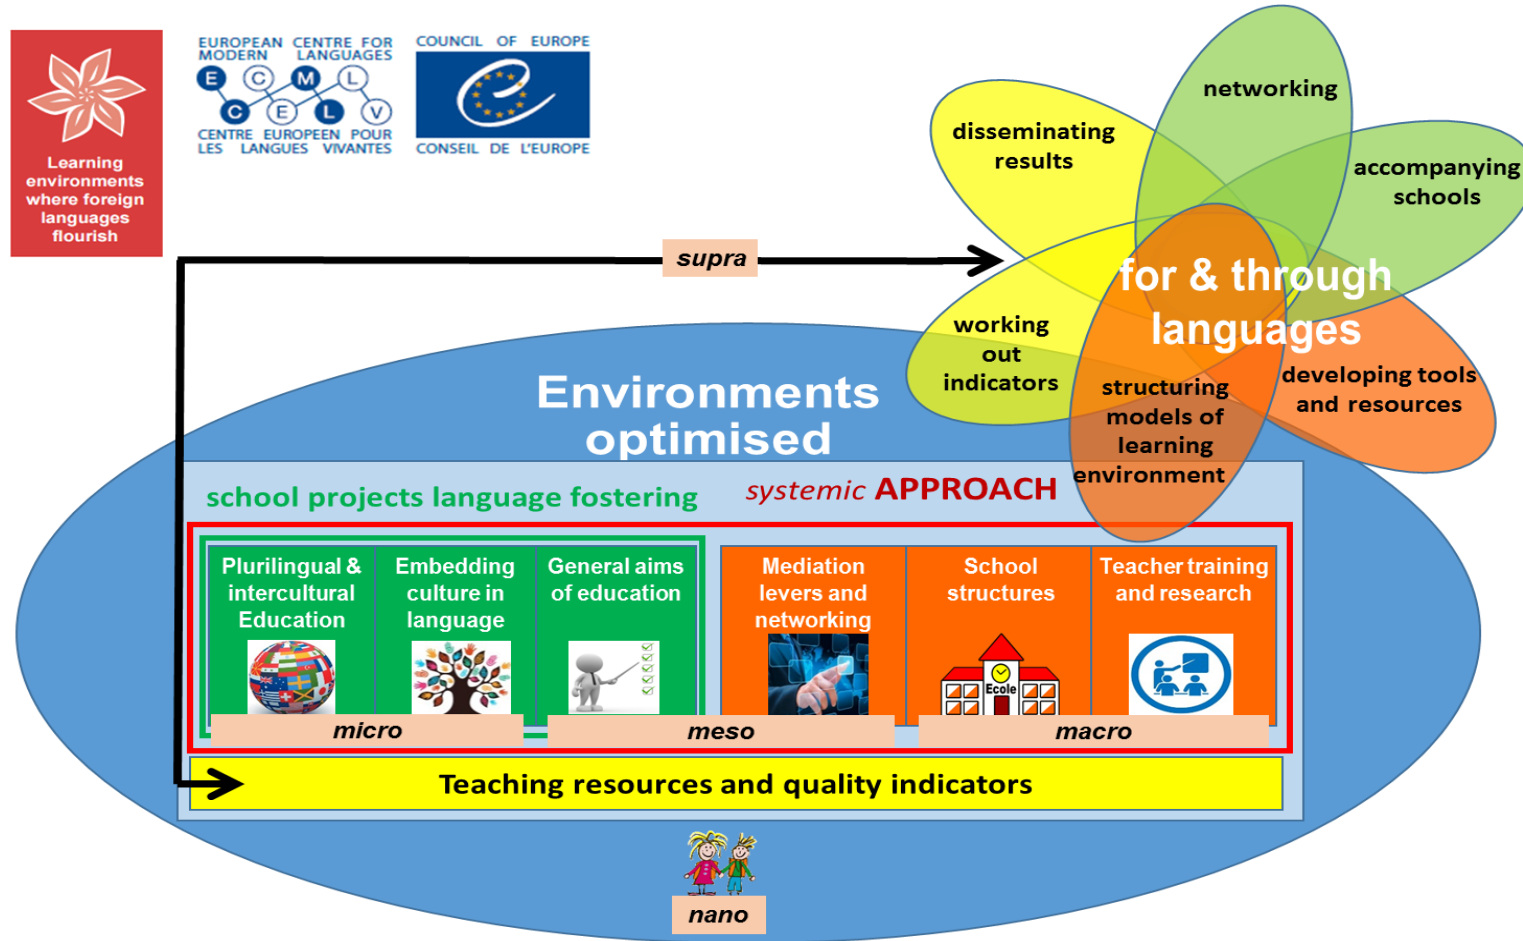 Learning
environments
where foreign
languages
flourish
EUROPEAN CENTRE FOR
MODERN LANGUAGES
E C M L
C E L V
CENTRE EUROPEEN POUR
LES LANGUES VIVANTES
COUNCIL OF EUROPE
CONSEIL DE L'EUROPE
networking
disseminating
results
accompanying
schools
for & through
languages
working
out
indicators
structuring
models of
learning
environment
developing tools
and resources
supra
Environments
optimised
school projects language fostering
systemic APPROACH
Plurilingual &
intercultural
Education
Embedding
culture in
language
General aims
of education
Mediation
levers and
networking
School
structures
Ecole
Teacher training
and research
micro
meso
macro
Teaching resources and quality indicators
nano